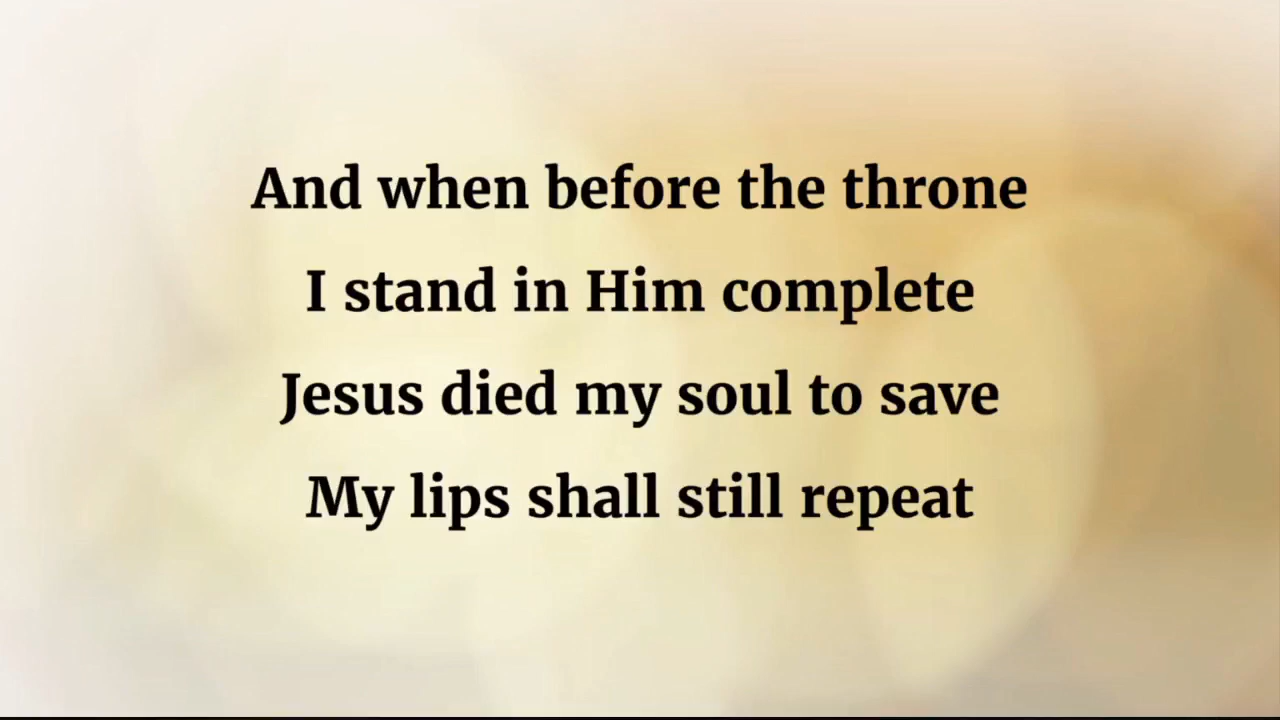 And when before the throne
I stand in Him complete
Jesus died my soul to save
My lips shall still repeat